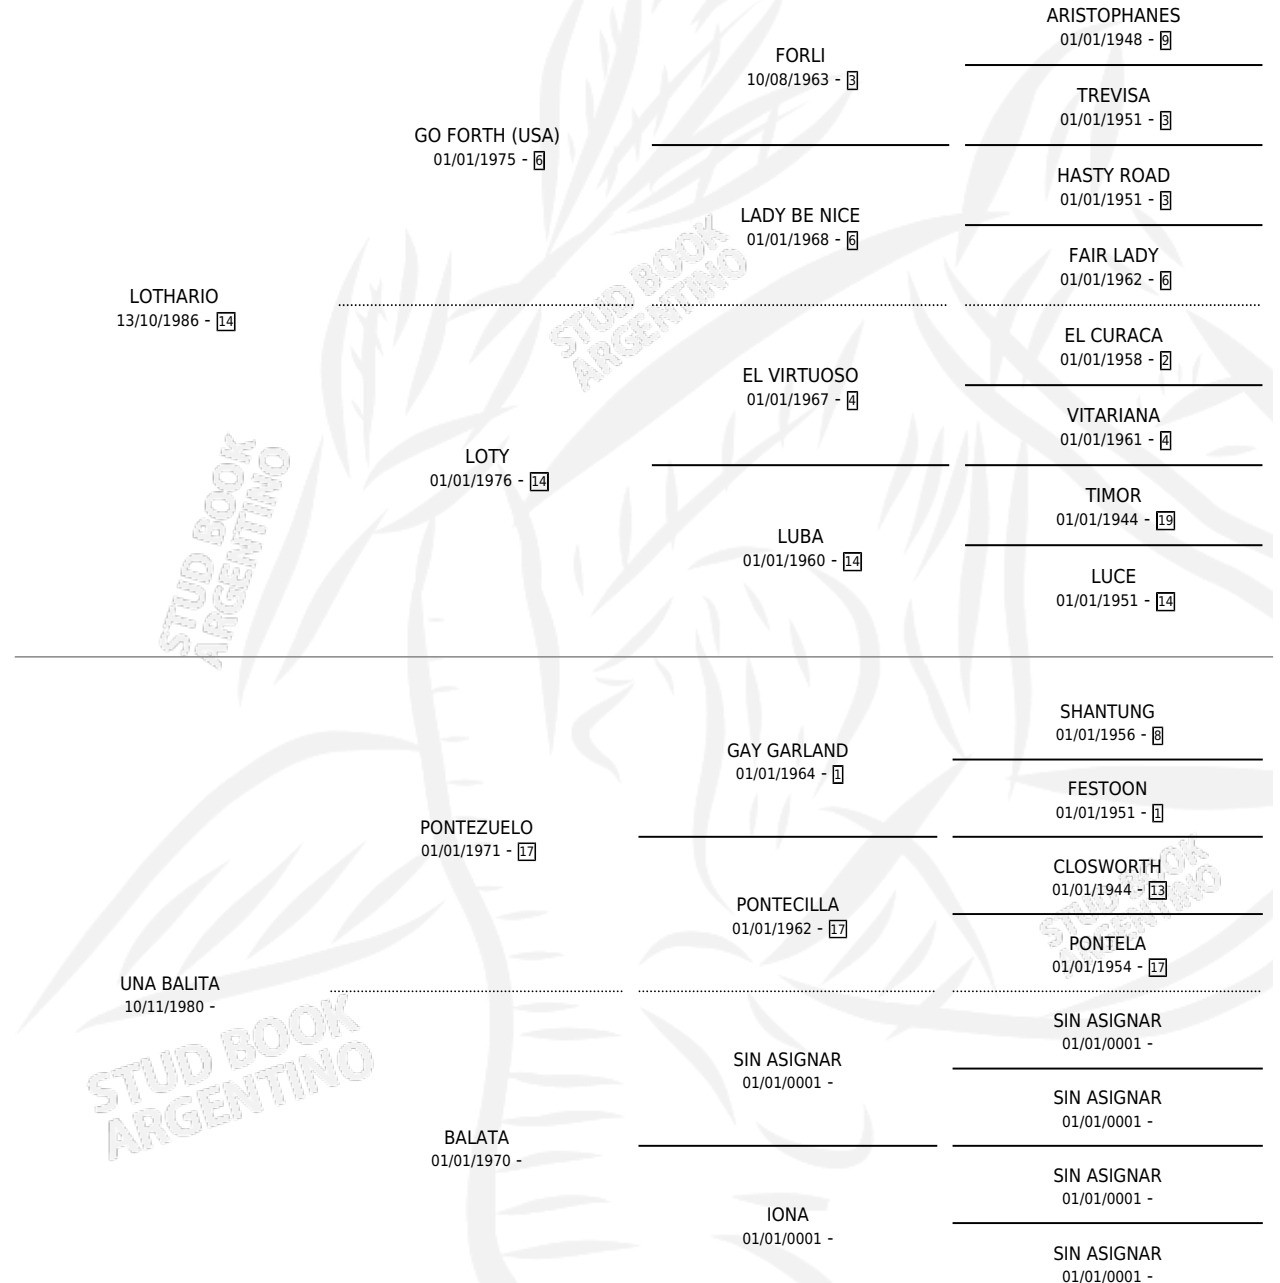 ARISTOPHANES
01/01/1948 - 9
FORLI
10/08/1963 - 3
TREVISA
01/01/1951 - 3
GO FORTH (USA)
01/01/1975 - 6
HASTY ROAD
01/01/1951 - 3
LADY BE NICE
01/01/1968 - 6
FAIR LADY
01/01/1962 - 6
LOTHARIO
13/10/1986 - 14
EL CURACA
01/01/1958 - 2
EL VIRTUOSO
01/01/1967 - 4
VITARIANA
01/01/1961 - 4
LOTY
01/01/1976 - 14
TIMOR
01/01/1944 - 19
LUBA
01/01/1960 - 14
LUCE
01/01/1951 - 14
SHANTUNG
01/01/1956 - 8
GAY GARLAND
01/01/1964 - 1
FESTOON
01/01/1951 - 1
PONTEZUELO
01/01/1971 - 17
CLOSWORTH
01/01/1944 - 13
PONTECILLA
01/01/1962 - 17
PONTELA
01/01/1954 - 17
UNA BALITA
10/11/1980 -
SIN ASIGNAR
01/01/0001 -
SIN ASIGNAR
01/01/0001 -
SIN ASIGNAR
01/01/0001 -
BALATA
01/01/1970 -
SIN ASIGNAR
01/01/0001 -
IONA
01/01/0001 -
SIN ASIGNAR
01/01/0001 -
STUD BOOK
ARGENTINO
STUD BOOK
ARGENTINO
STUD BOOK
ARGENTINO
STUD BOOK
ARGENTINO